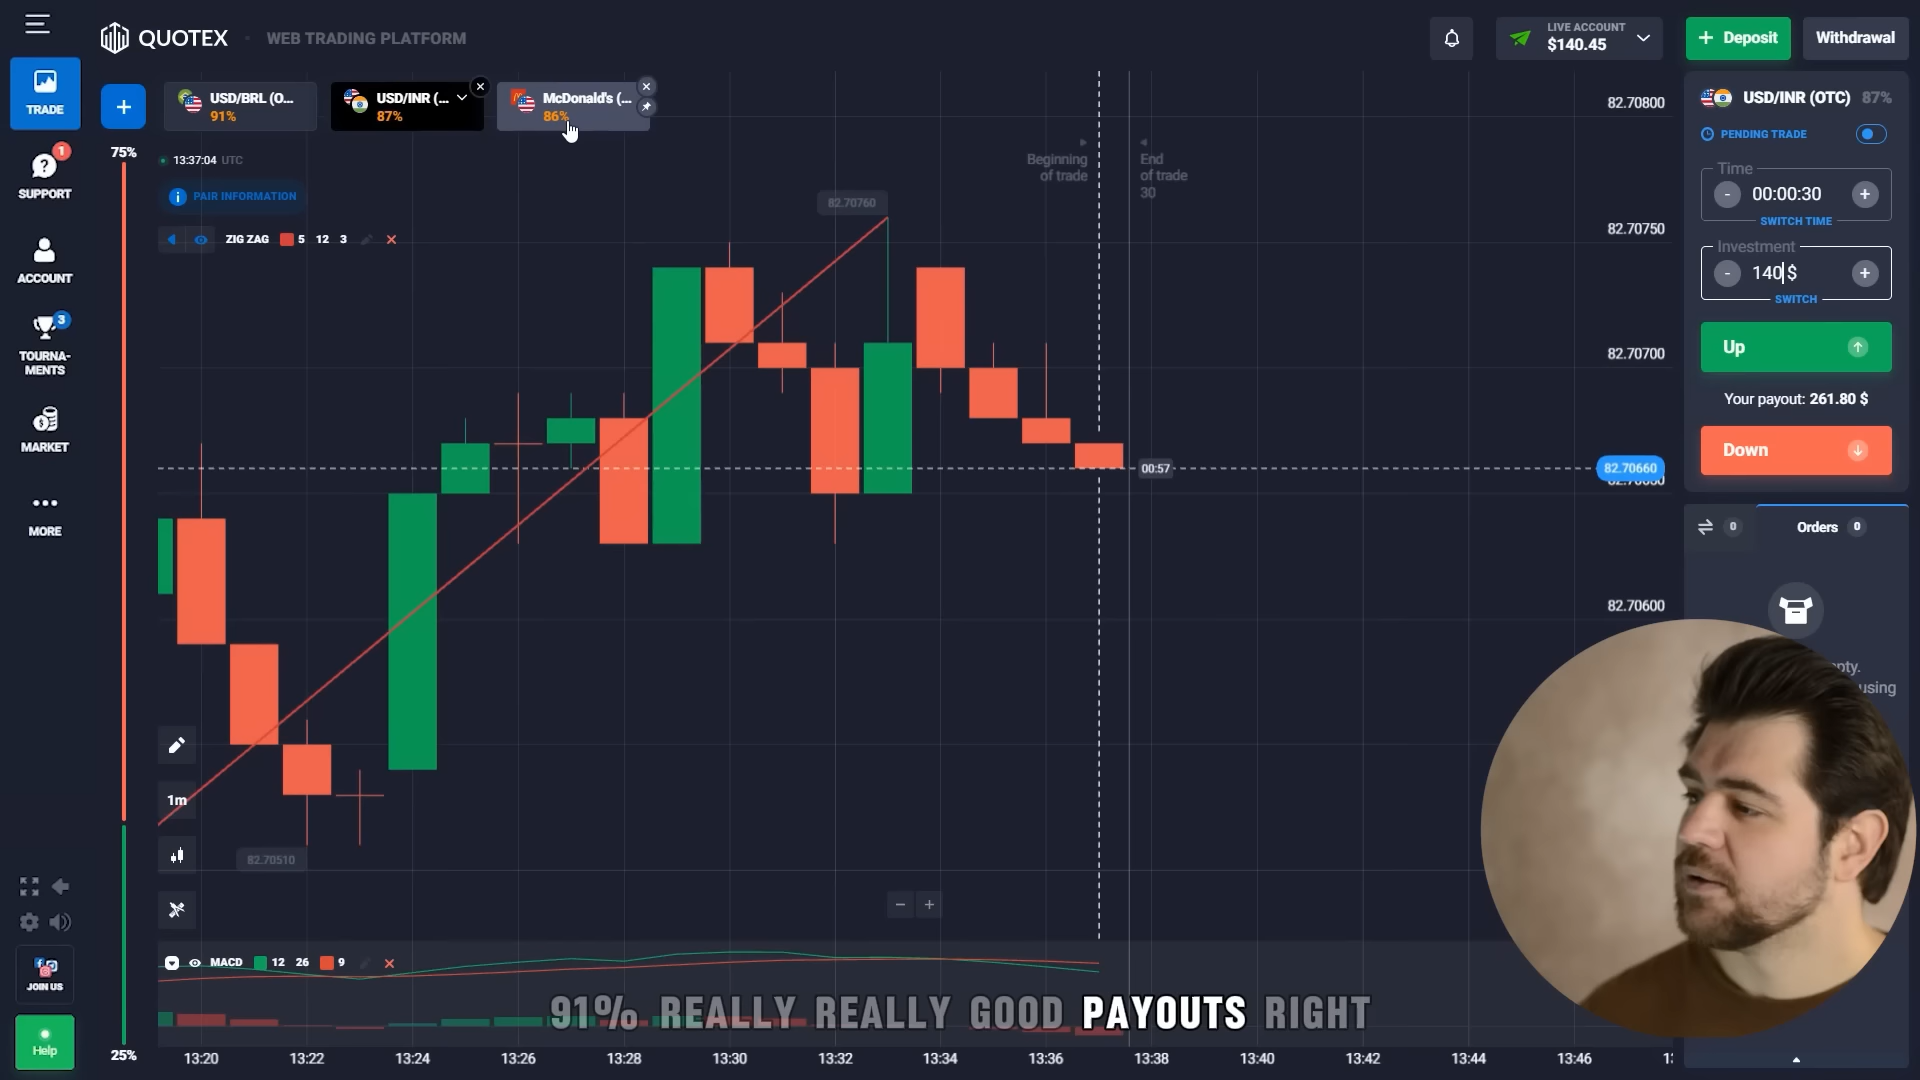 QUOTEX
WEB TRADING PLATFORM
LIVE ACCOUNT
$140.45
+ Deposit
Withdrawal
TRADE
+
USD/BRL (O...
91%
USD/INR (...
87%
McDonald's (...
86%
SUPPORT
1
ACCOUNT
3
TOURNA-
MENTS
MARKET
MORE
JOIN US
Help
75%
25%
13:37:04 UTC
PAIR INFORMATION
ZIG ZAG 5 12 3
82.70760
Beginning
of trade
End
of trade
30
82.70800
82.70750
82.70700
82.70660
82.70600
00:57
82.70510
1m
MACD 12 26 9
91% REALLY REALLY GOOD PAYOUTS RIGHT
13:20 13:22 13:24 13:26 13:28 13:30 13:32 13:34 13:36 13:38 13:40 13:42 13:44 13:46
USD/INR (OTC) 87%
PENDING TRADE
Time
- 00:00:30 +
SWITCH TIME
Investment
- 140 $ +
SWITCH
Up
Your payout: 261.80 $
Down
0
Orders 0
using